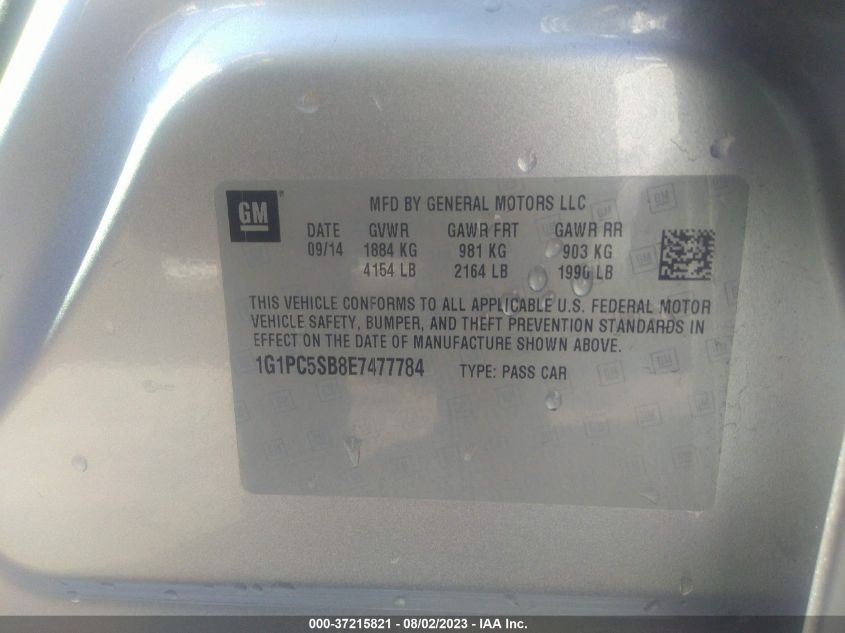 GM ®
MFD BY GENERAL MOTORS LLC
DATE GVWR GAWR FRT GAWR RR
09/14 1884 KG 981 KG 903 KG
4154 LB 2164 LB 1990 LB
THIS VEHICLE CONFORMS TO ALL APPLICABLE U.S. FEDERAL MOTOR
VEHICLE SAFETY, BUMPER, AND THEFT PREVENTION STANDARDS IN
EFFECT ON THE DATE OF MANUFACTURE SHOWN ABOVE.
1G1PC5SB8E7477784 TYPE: PASS CAR
000-37215821 - 08/02/2023 - IAA Inc.